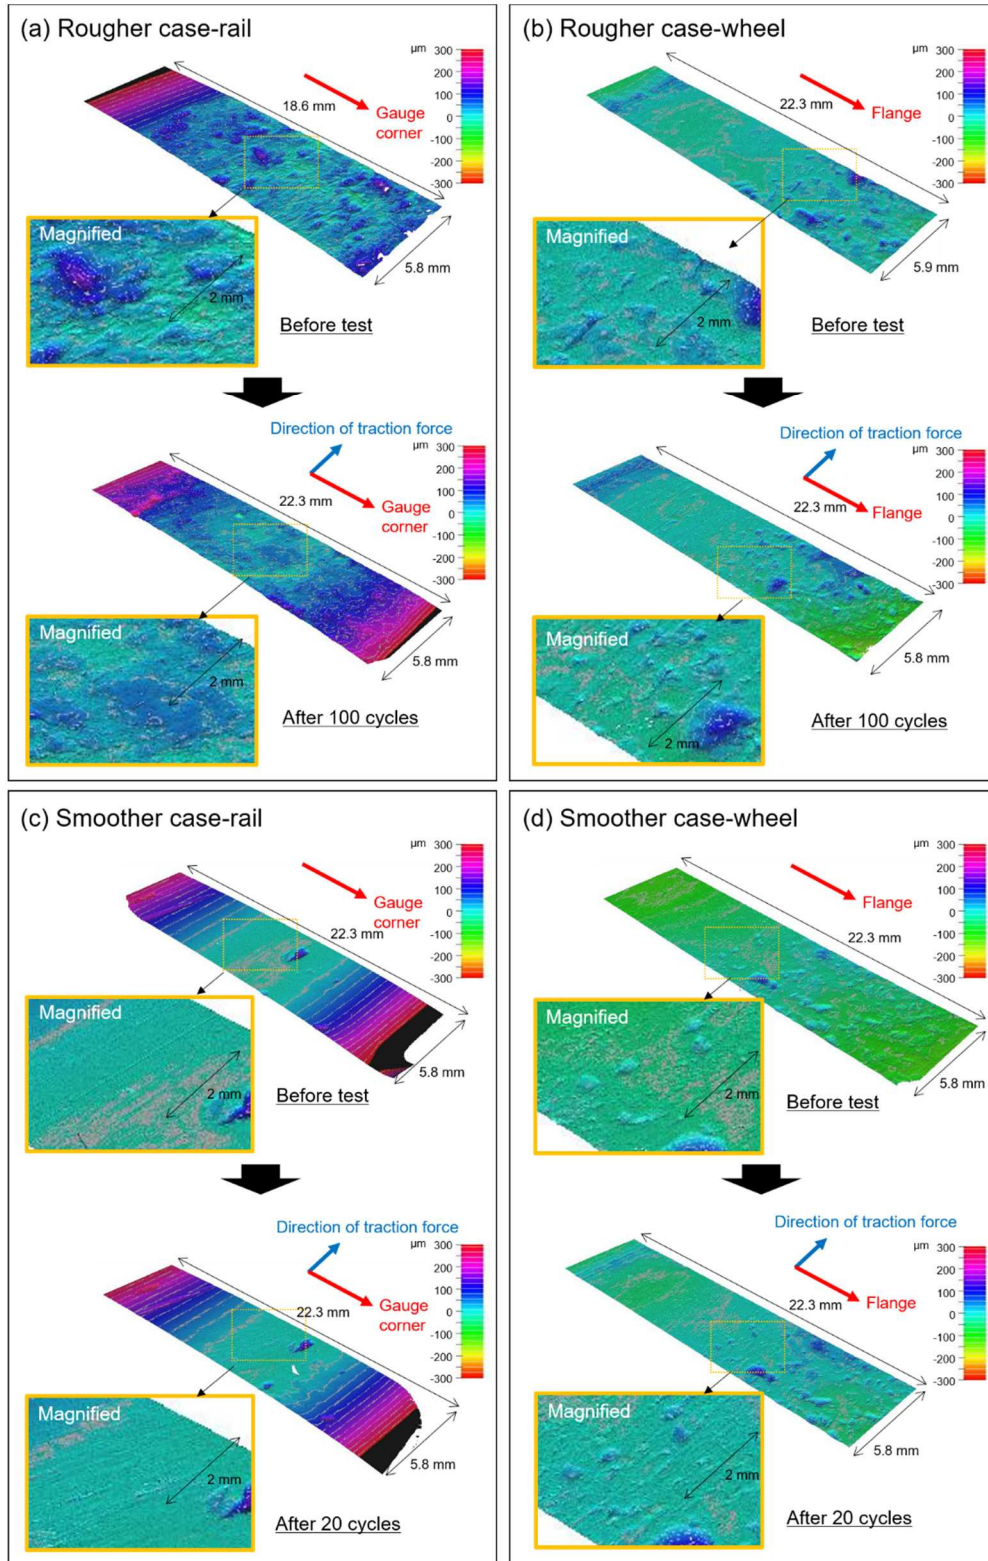 (a) Rougher case-rail
µm
300
200
100
0
-100
-200
-300
18.6 mm
Gauge
corner
Magnified
2 mm
5.8 mm
Before test
Direction of traction force
µm
300
200
100
0
-100
-200
-300
22.3 mm
Gauge
corner
Magnified
2 mm
5.8 mm
After 100 cycles
(b) Rougher case-wheel
µm
300
200
100
0
-100
-200
-300
22.3 mm
Flange
Magnified
2 mm
5.9 mm
Before test
Direction of traction force
µm
300
200
100
0
-100
-200
-300
22.3 mm
Flange
Magnified
2 mm
5.8 mm
After 100 cycles
(c) Smoother case-rail
µm
300
200
100
0
-100
-200
-300
Gauge
corner
22.3 mm
Magnified
2 mm
5.8 mm
Before test
Direction of traction force
µm
300
200
100
0
-100
-200
-300
22.3 mm
Gauge
corner
Magnified
2 mm
5.8 mm
After 20 cycles
(d) Smoother case-wheel
µm
300
200
100
0
-100
-200
-300
Flange
22.3 mm
Magnified
2 mm
5.8 mm
Before test
Direction of traction force
µm
300
200
100
0
-100
-200
-300
22.3 mm
Flange
Magnified
2 mm
5.8 mm
After 20 cycles